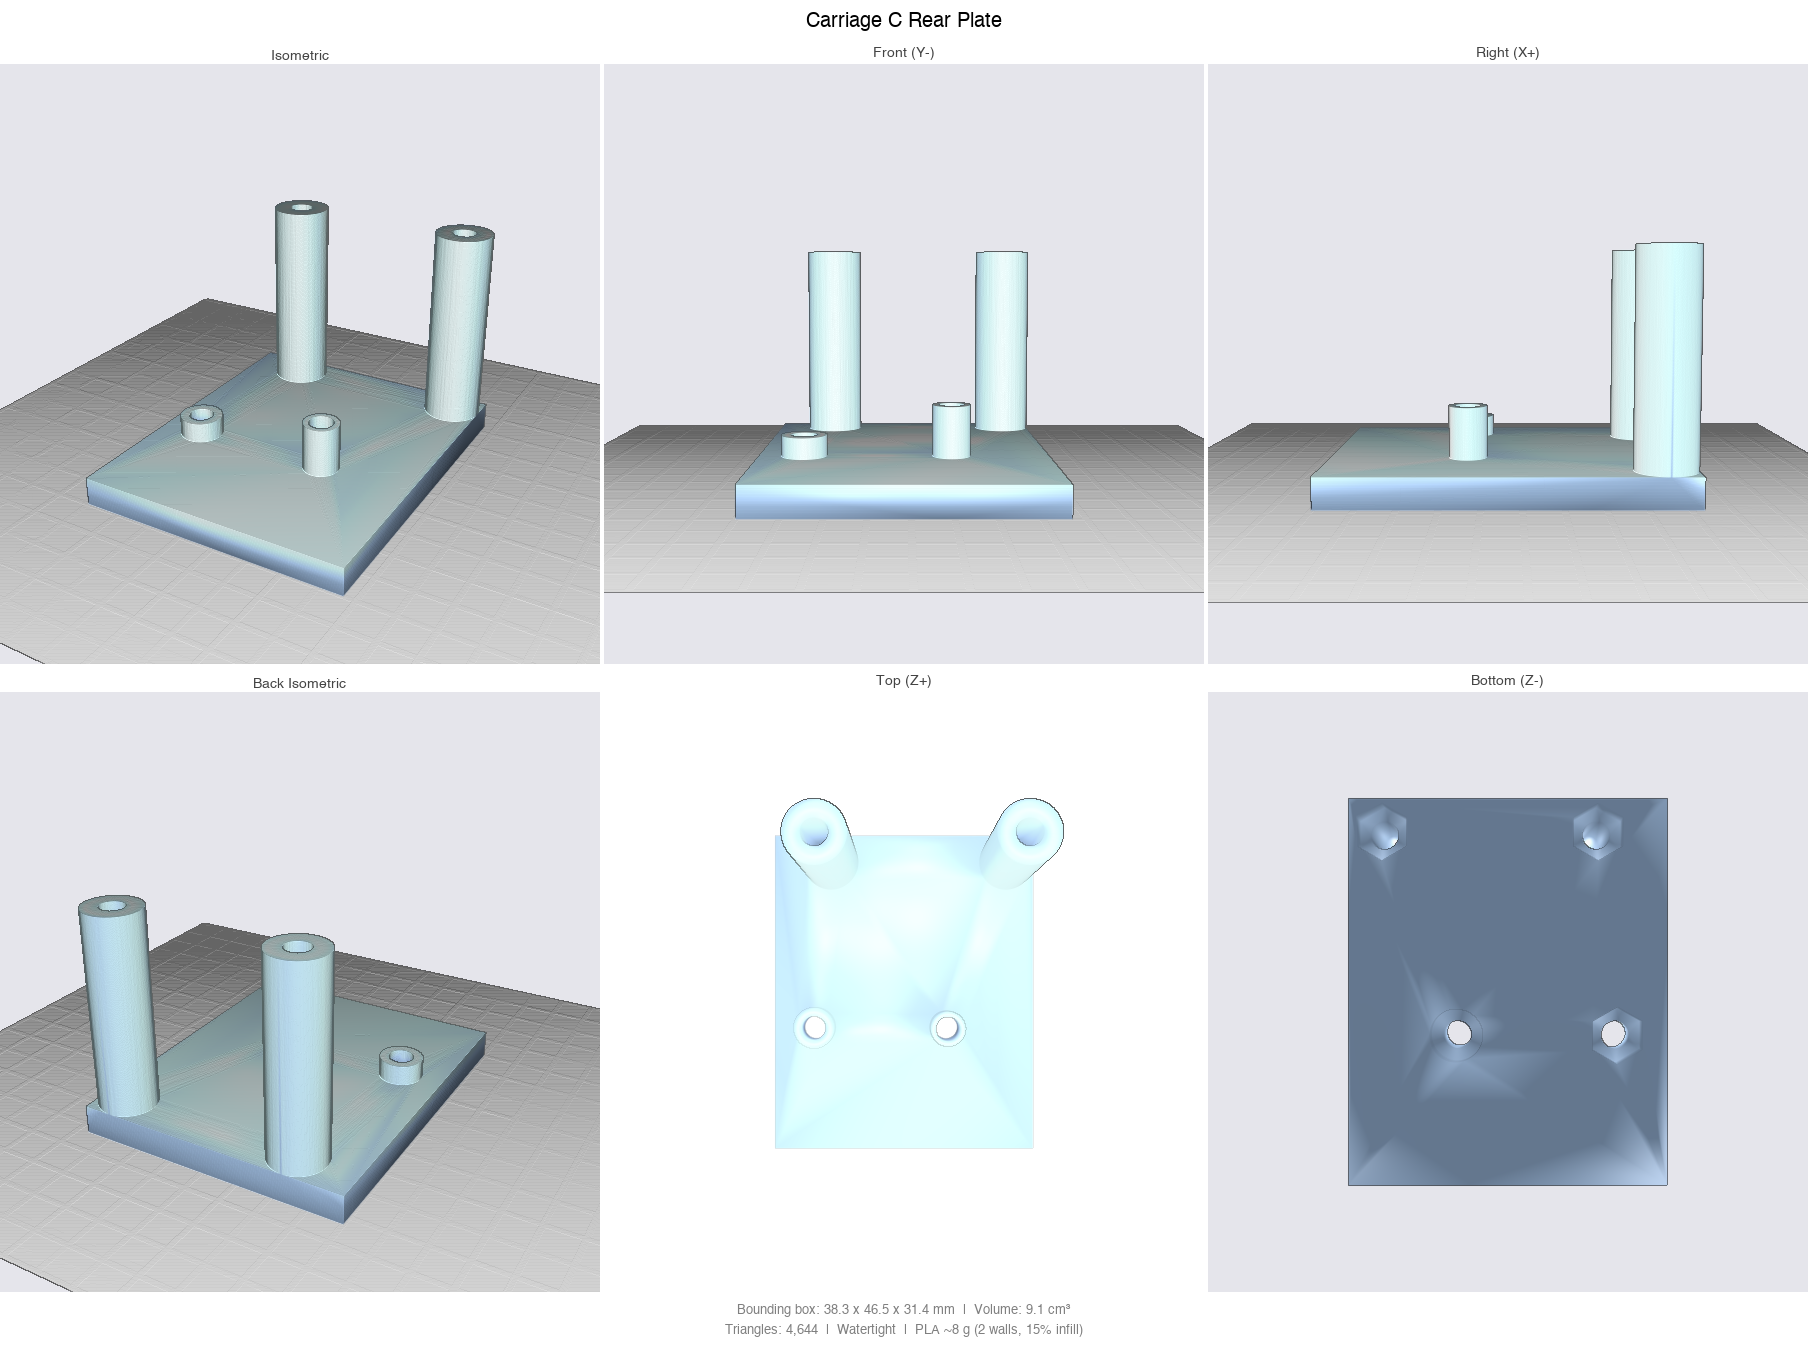 Carriage C Rear Plate
Isometric
Front (Y-)
Right (X+)
Back Isometric
Top (Z+)
Bottom (Z-)
Bounding box: 38.3 x 46.5 x 31.4 mm | Volume: 9.1 cm³
Triangles: 4,644 | Watertight | PLA ~8 g (2 walls, 15% infill)